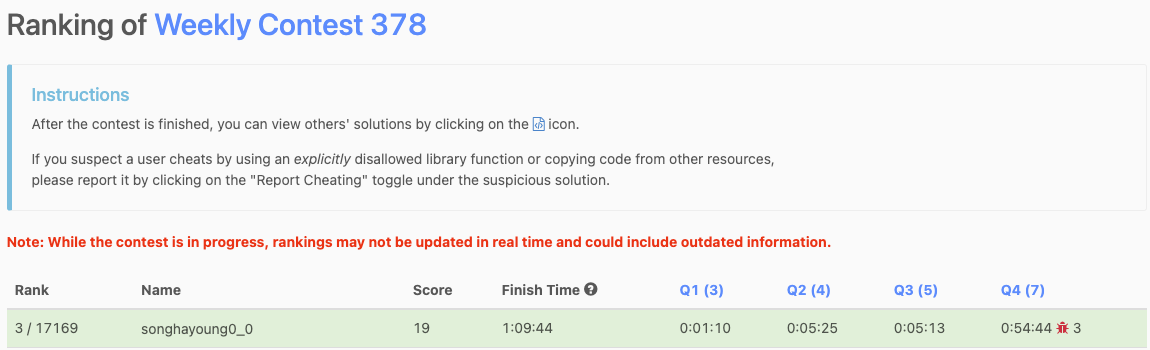 Ranking of Weekly Contest 378
Instructions
After the contest is finished, you can view others' solutions by clicking on the icon.
If you suspect a user cheats by using an explicitly disallowed library function or copying code from other resources,
please report it by clicking on the "Report Cheating" toggle under the suspicious solution.
Note: While the contest is in progress, rankings may not be updated in real time and could include outdated information.
Rank Name Score Finish Time ? Q1 (3) Q2 (4) Q3 (5) Q4 (7)
3 / 17169 songhayoung0_0 19 1:09:44 0:01:10 0:05:25 0:05:13 0:54:44 3